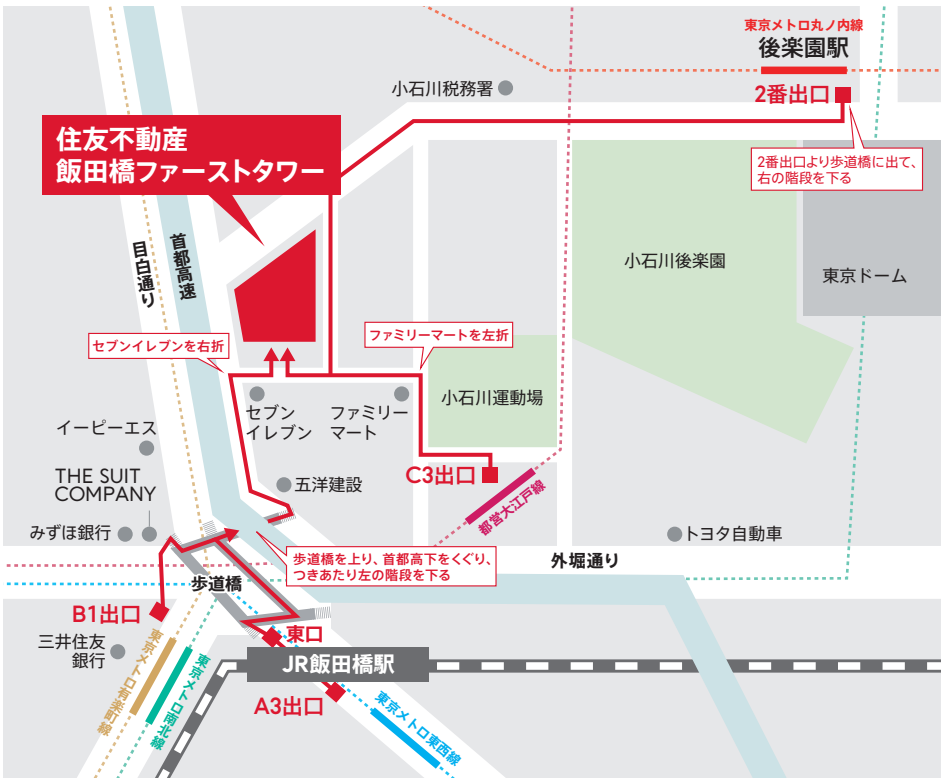 東京メトロ丸ノ内線
後楽園駅
2番出口
小石川税務署
住友不動産
飯田橋ファーストタワー
2番出口より歩道橋に出て、
右の階段を下る
目白通り
首都高速
小石川後楽園
東京ドーム
セブンイレブンを右折
ファミリーマートを左折
小石川運動場
セブン
イレブン
ファミリー
マート
イーピーエス
THE SUIT
COMPANY
五洋建設
C3出口
都営大江戸線
みずほ銀行
トヨタ自動車
歩道橋を上り、首都高下をくぐり、
つきあたり左の階段を下る
外堀通り
歩道橋
B1出口
東口
三井住友
銀行
東京メトロ有楽町線
東京メトロ南北線
JR飯田橋駅
A3出口
東京メトロ東西線